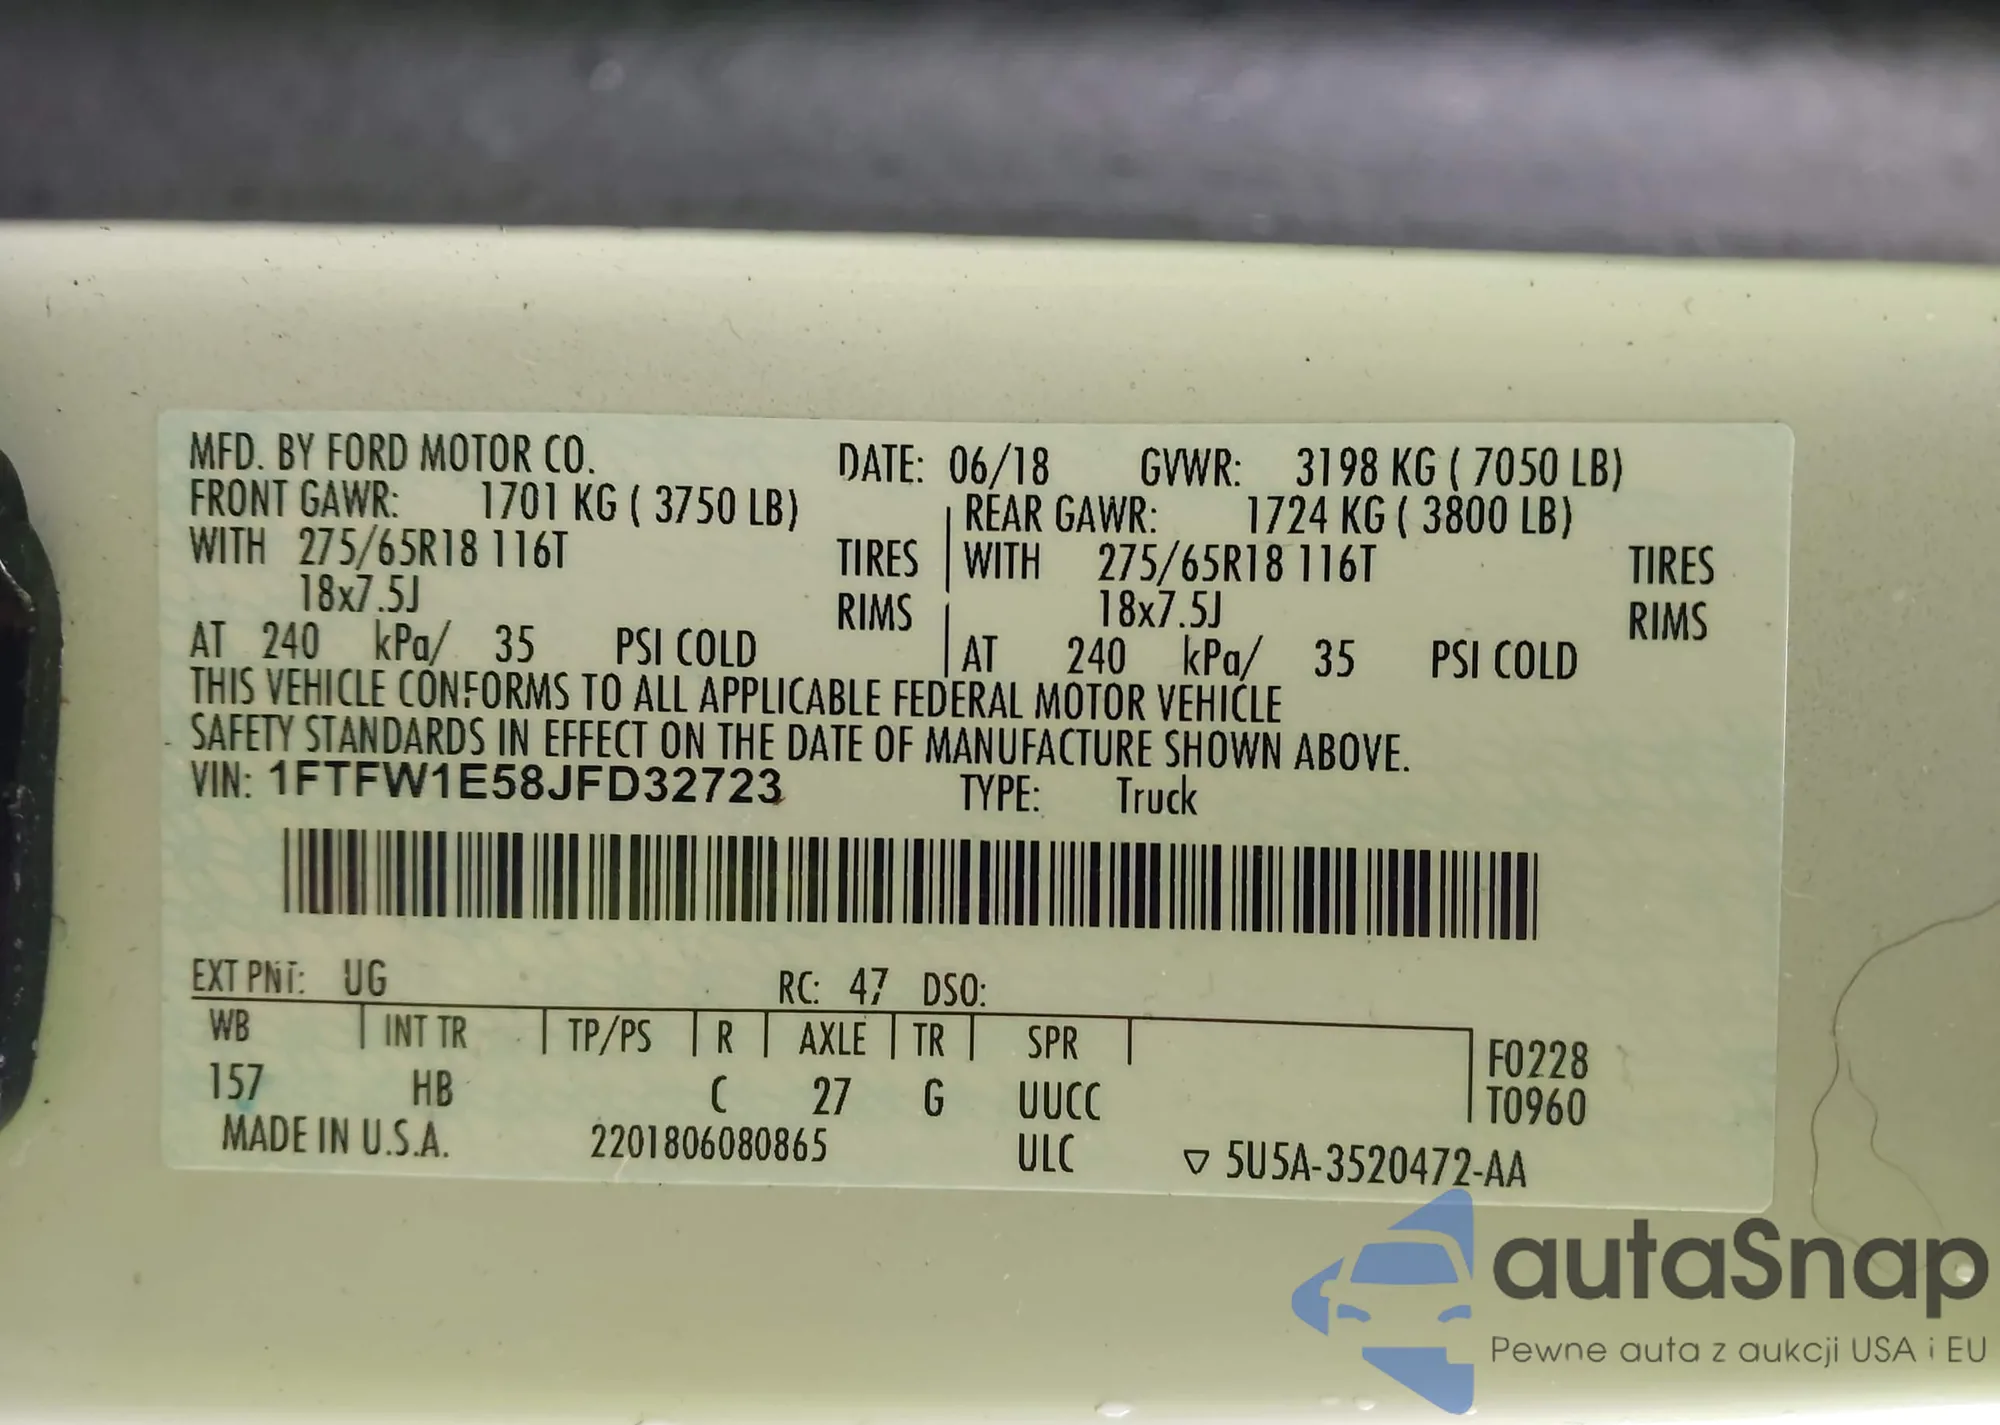 MFD. BY FORD MOTOR CO. DATE: 06/18 GVWR: 3198 KG ( 7050 LB)
FRONT GAWR: 1701 KG ( 3750 LB) REAR GAWR: 1724 KG ( 3800 LB)
WITH 275/65R18 116T TIRES WITH 275/65R18 116T TIRES
18x7.5J RIMS 18x7.5J RIMS
AT 240 kPa/ 35 PSI COLD AT 240 kPa/ 35 PSI COLD
THIS VEHICLE CONFORMS TO ALL APPLICABLE FEDERAL MOTOR VEHICLE
SAFETY STANDARDS IN EFFECT ON THE DATE OF MANUFACTURE SHOWN ABOVE.
VIN: 1FTFW1E58JFD32723 TYPE: Truck
EXT PNT: UG RC: 47 DSO:
WB INT TR TP/PS R AXLE TR SPR F0228
157 HB C 27 G UUCC T0960
MADE IN U.S.A. 2201806080865 ULC ▽ 5U5A-3520472-AA
autaSnap
Pewne auta z aukcji USA i EU